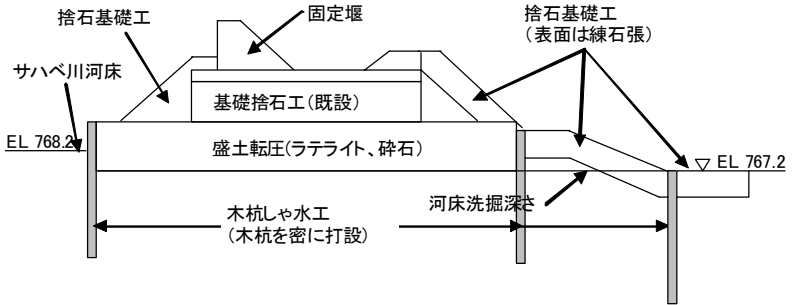 捨石基礎工
固定堰
捨石基礎工
（表面は練石張）
サハベ川河床
基礎捨石工（既設）
EL 768.2
盛土転圧（ラテライト、砕石）
▽ EL 767.2
河床洗掘深さ
木杭しゃ水工
（木杭を密に打設）